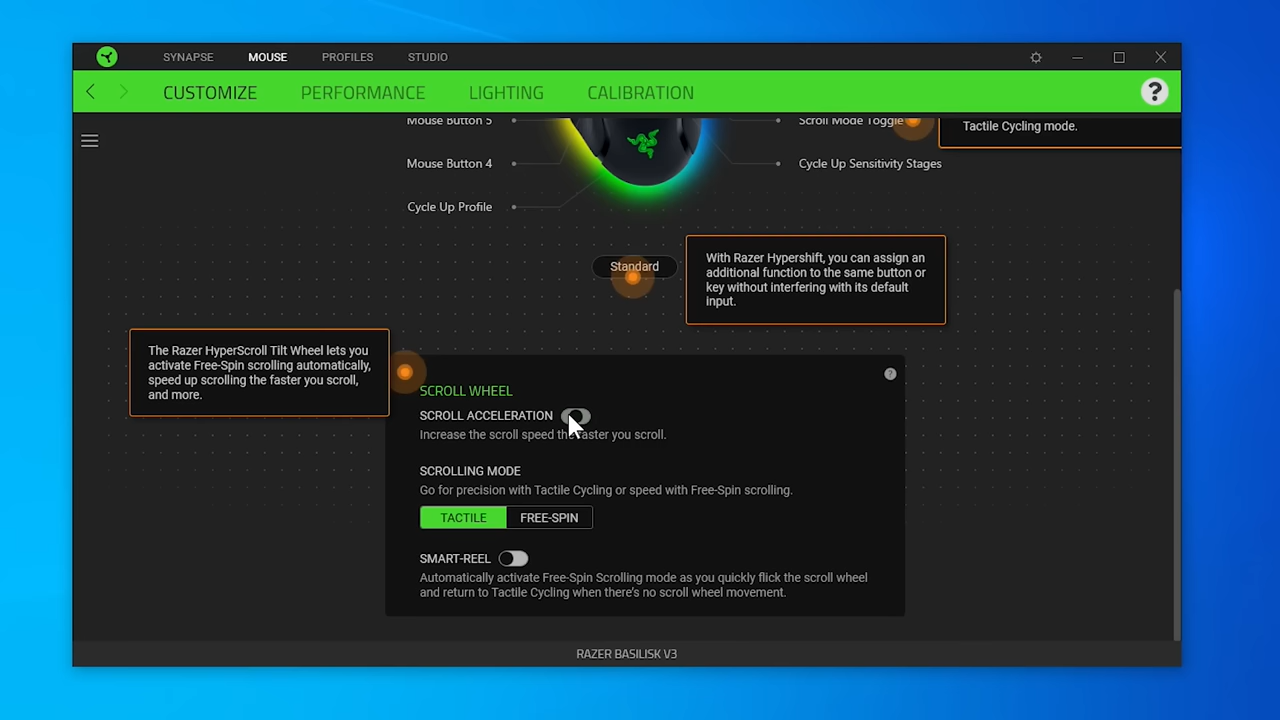 SYNAPSE MOUSE PROFILES STUDIO
CUSTOMIZE PERFORMANCE LIGHTING CALIBRATION
?
Mouse Button 5
Scroll Mode Toggle
Tactile Cycling mode.
Mouse Button 4
Cycle Up Sensitivity Stages
Cycle Up Profile
Standard
With Razer Hypershift, you can assign an
additional function to the same button or
key without interfering with its default
input.
The Razer HyperScroll Tilt Wheel lets you
activate Free-Spin scrolling automatically,
speed up scrolling the faster you scroll,
and more.
?
SCROLL WHEEL
SCROLL ACCELERATION
Increase the scroll speed the faster you scroll.
SCROLLING MODE
Go for precision with Tactile Cycling or speed with Free-Spin scrolling.
TACTILE FREE-SPIN
SMART-REEL
Automatically activate Free-Spin Scrolling mode as you quickly flick the scroll wheel
and return to Tactile Cycling when there's no scroll wheel movement.
RAZER BASILISK V3